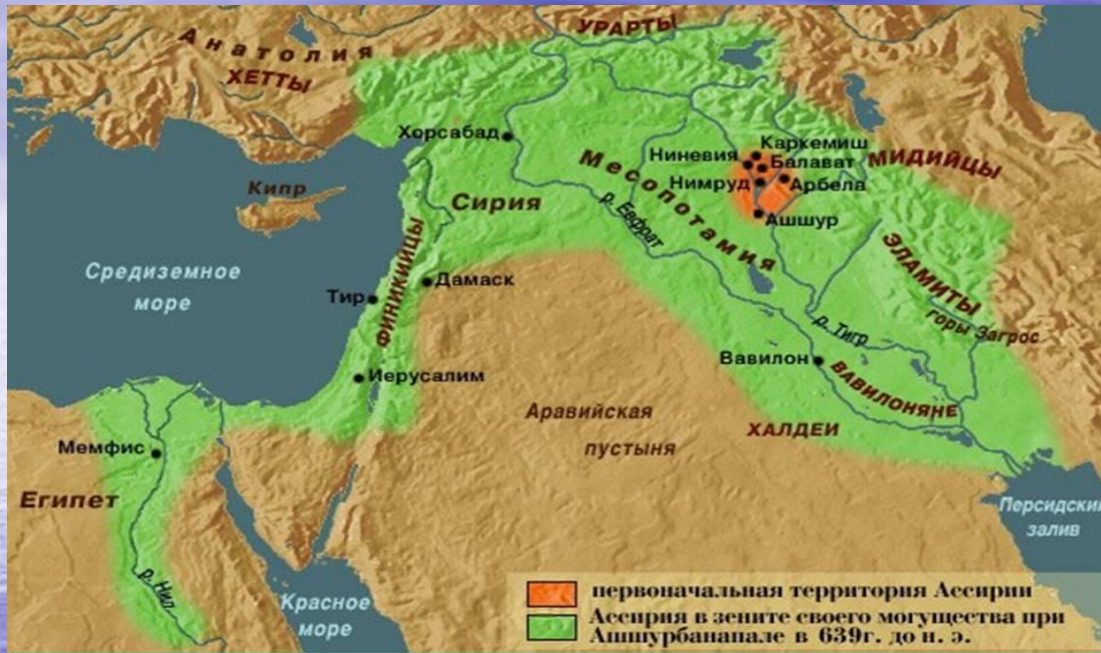 УРАРТЫ
Анатолия
ХЕТТЫ
Хорсабад
Каркемиш
Ниневия
Балават
МИДИЙЦЫ
Нимруд
Арбела
Месопотамия
Кипр
Сирия
р. Евфрат
Ашшур
ЭЛАМИТЫ
Средиземное
море
ФИНИКИЙЦЫ
Дамаск
Тир
горы Загрос
р. Тигр
Вавилон
Иерусалим
ВАВИЛОНЯНЕ
Аравийская
пустыня
ХАЛДЕИ
Мемфис
Египет
Персидский
залив
р. Нил
Красное
море
первоначальная территория Ассирии
Ассирия в зените своего могущества при
Ашшурбанапале в 639г. до н. э.